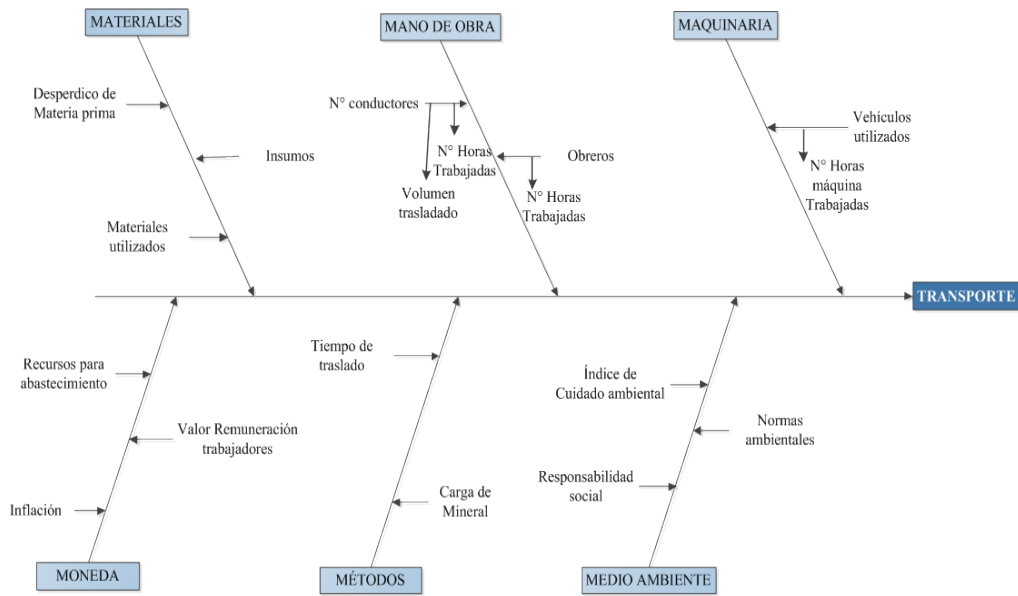 MATERIALES
MANO DE OBRA
MAQUINARIA
Desperdico de
Materia prima
Insumos
Materiales
utilizados
N° conductores
N° Horas
Trabajadas
Volumen
trasladado
Obreros
N° Horas
Trabajadas
Vehículos
utilizados
N° Horas
máquina
Trabajadas
TRANSPORTE
Recursos para
abastecimiento
Valor Remuneración
trabajadores
Inflación
Tiempo de
traslado
Carga de
Mineral
Índice de
Cuidado ambiental
Normas
ambientales
Responsabilidad
social
MONEDA
MÉTODOS
MEDIO AMBIENTE